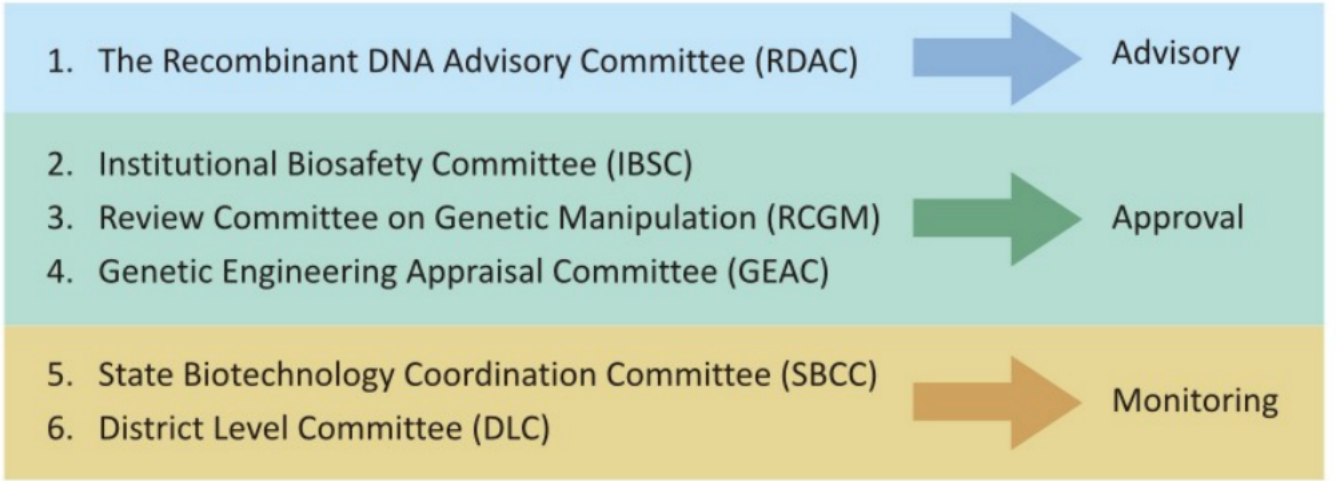 1. The Recombinant DNA Advisory Committee (RDAC)
Advisory
2. Institutional Biosafety Committee (IBSC)
3. Review Committee on Genetic Manipulation (RCGM)
Approval
4. Genetic Engineering Appraisal Committee (GEAC)
5. State Biotechnology Coordination Committee (SBCC)
Monitoring
6. District Level Committee (DLC)